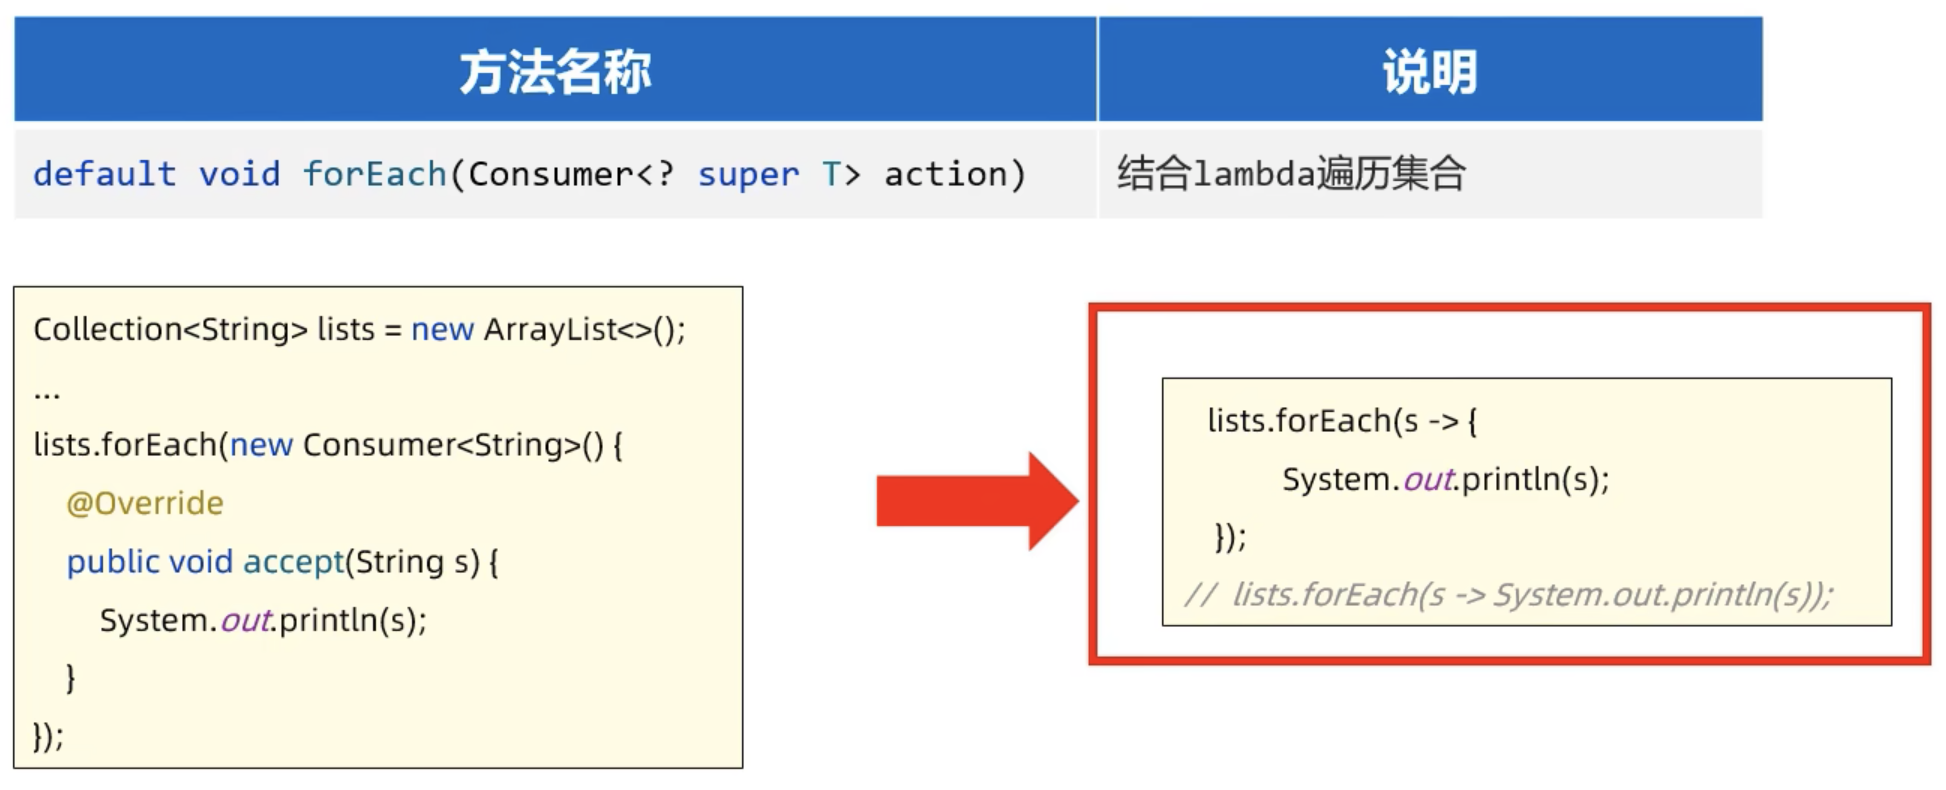 方法名称 说明
default void forEach(Consumer<? super T> action) 结合lambda遍历集合
Collection<String> lists = new ArrayList<>();
...
lists.forEach(new Consumer<String>() {
@Override
public void accept(String s) {
System.out.println(s);
}
});
lists.forEach(s -> {
System.out.println(s);
});
// lists.forEach(s -> System.out.println(s));